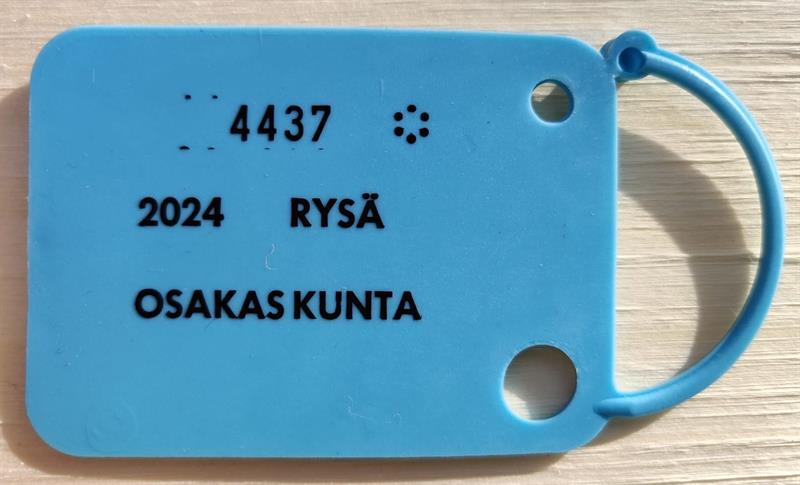 4437
2024 RYSÄ
OSAKAS KUNTA